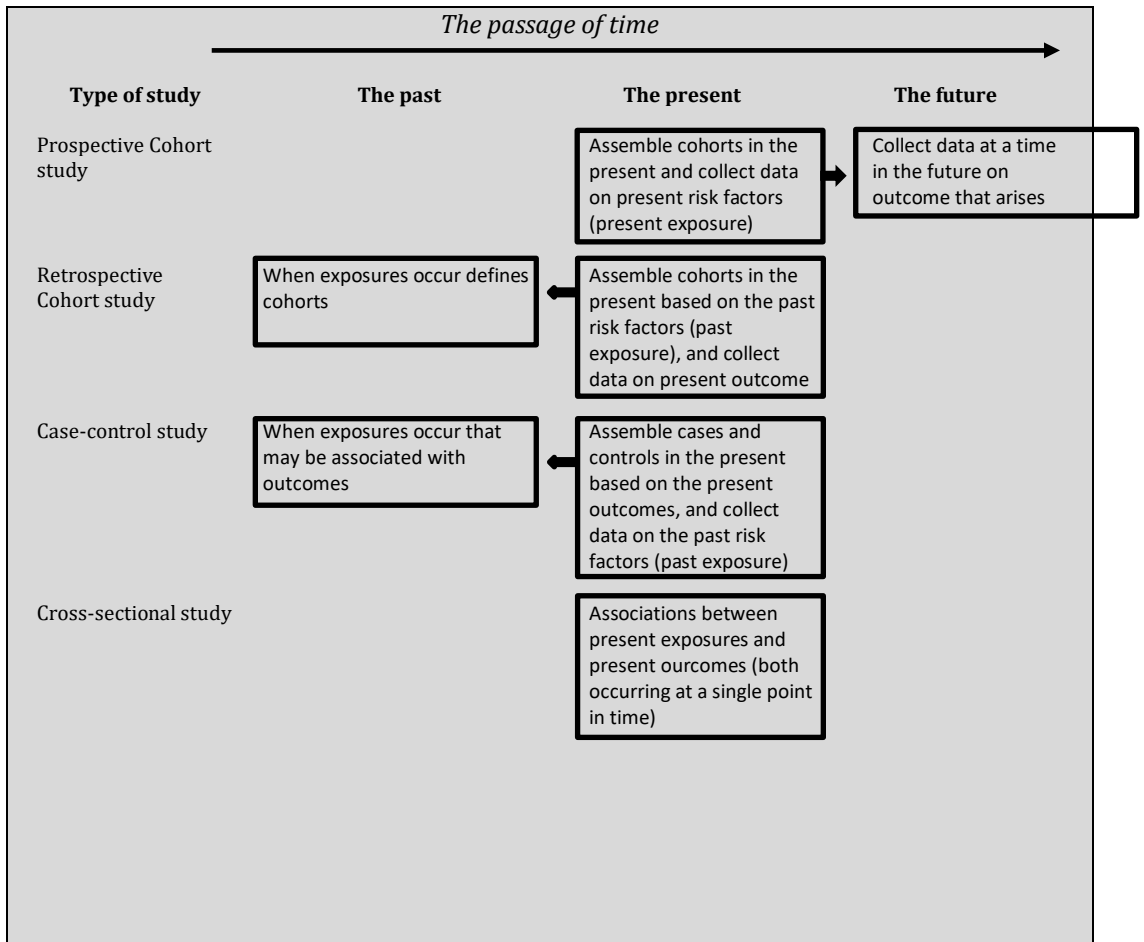 The passage of time
Type of study
The past
The present
The future
Prospective Cohort
study
Assemble cohorts in the
present and collect data
on present risk factors
(present exposure)
Collect data at a time
in the future on
outcome that arises
Retrospective
Cohort study
When exposures occur defines
cohorts
Assemble cohorts in the
present based on the past
risk factors (past
exposure), and collect
data on present outcome
Case-control study
When exposures occur that
may be associated with
outcomes
Assemble cases and
controls in the present
based on the present
outcomes, and collect
data on the past risk
factors (past exposure)
Cross-sectional study
Associations between
present exposures and
present ourcomes (both
occurring at a single point
in time)